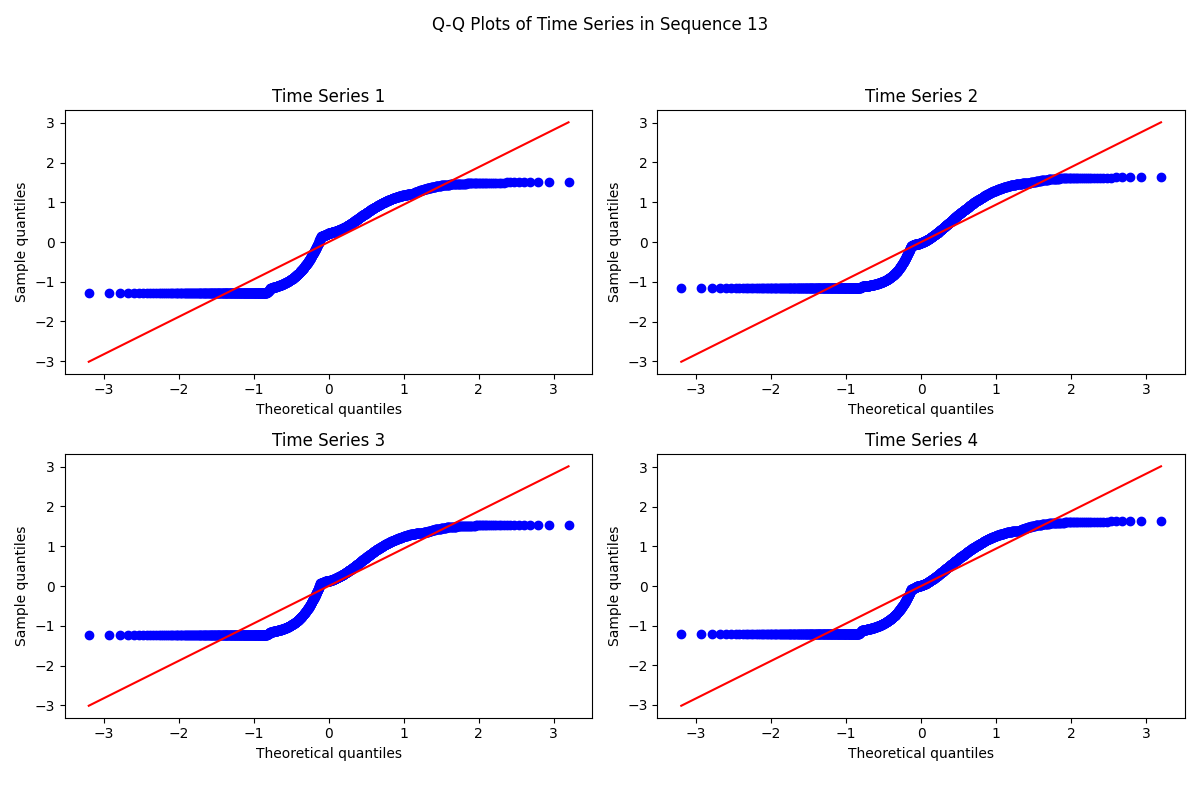 Q-Q Plots of Time Series in Sequence 13
Time Series 1
3
2
1
0
−1
−2
−3
Sample quantiles
−3 −2 −1 0 1 2 3
Theoretical quantiles
Time Series 2
3
2
1
0
−1
−2
−3
Sample quantiles
−3 −2 −1 0 1 2 3
Theoretical quantiles
Time Series 3
3
2
1
0
−1
−2
−3
Sample quantiles
−3 −2 −1 0 1 2 3
Theoretical quantiles
Time Series 4
3
2
1
0
−1
−2
−3
Sample quantiles
−3 −2 −1 0 1 2 3
Theoretical quantiles